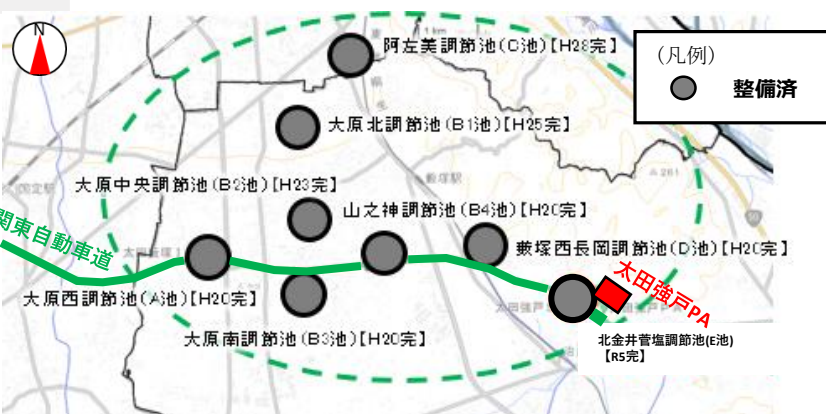 N
阿左美調節池(C池)【H28完】
(凡例)
整備済
大原北調節池(B1池)【H25完】
大原中央調節池(B2池)【H23完】
山之神調節池(B4池)【H20完】
藪塚駅
国定駅
関東自動車道
藪塚西長岡調節池(D池)【H20完】
太田強戸PA
大原西調節池(A池)【H20完】
大原南調節池(B3池)【H20完】
北金井菅塩調節池(E池)
【R5完】